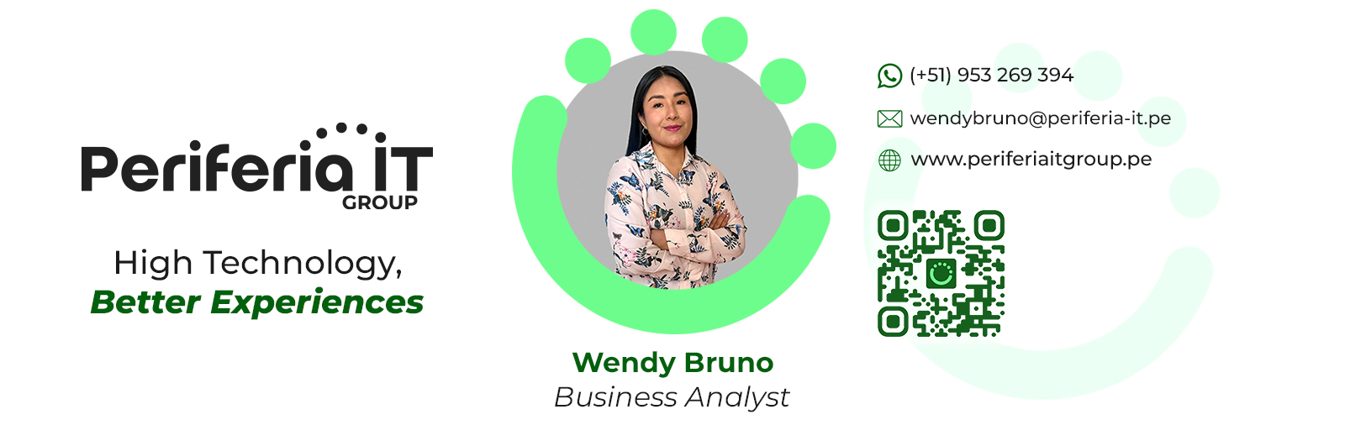 Periferia IT
GROUP
High Technology,
Better Experiences
Wendy Bruno
Business Analyst
(+51) 953 269 394
wendybruno@periferia-it.pe
www.periferiaitgroup.pe